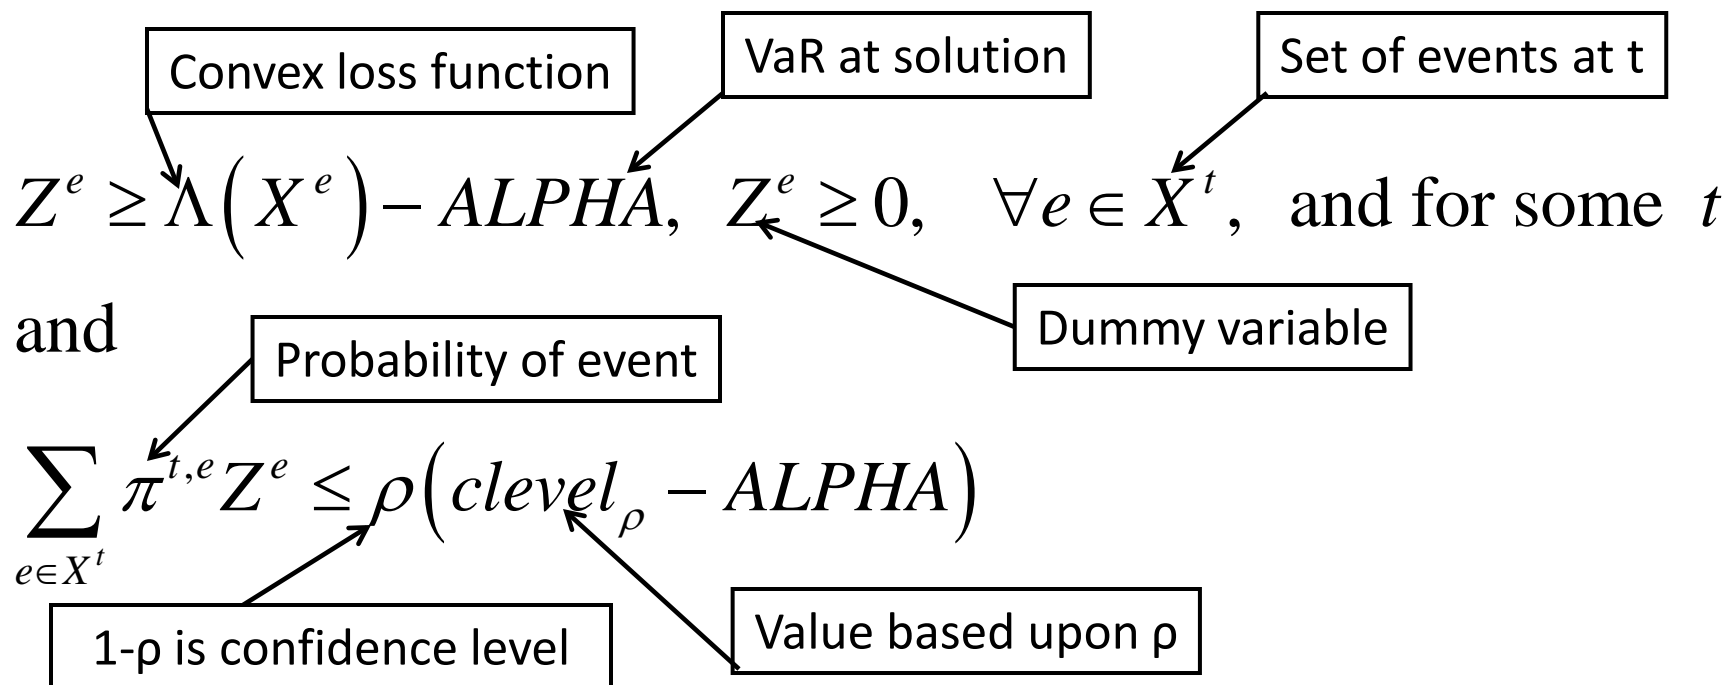 Convex loss function
VaR at solution
Set of events at t
Z^e ≥ Λ(X^e) − ALPHA, Z^e ≥ 0, ∀e ∈ X^t, and for some t
and
Dummy variable
Probability of event
∑_{e∈X^t} π^{t,e} Z^e ≤ ρ(clevel_ρ − ALPHA)
1-ρ is confidence level
Value based upon ρ